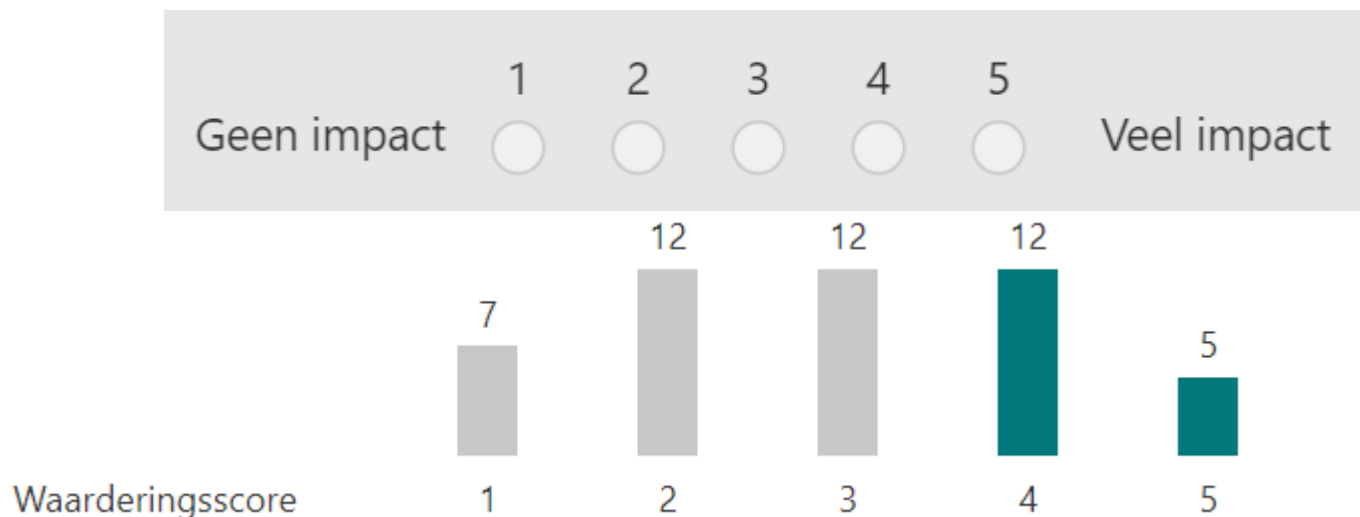 1 2 3 4 5
Geen impact Veel impact
12 12 12
7
5
Waarderingsscore 1 2 3 4 5